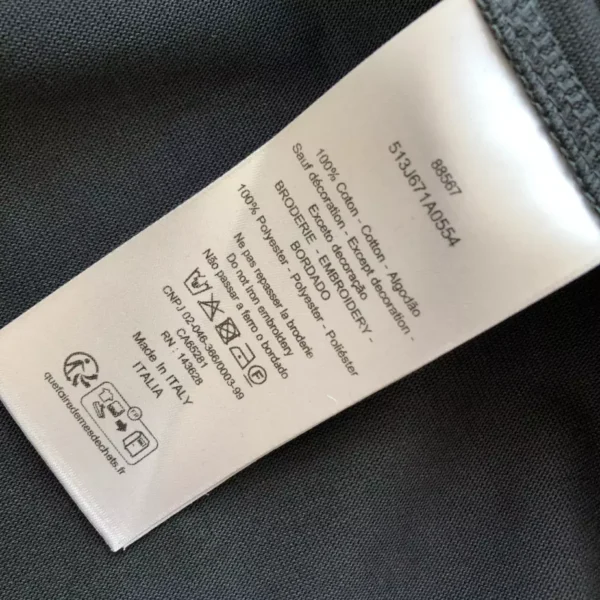 88567
513J671A0554
100% Coton - Cotton - Algodão
Sauf décoration - Except decoration -
Exceto decoração
BRODERIE - EMBROIDERY -
BORDADO
100% Polyester - Polyester - Poliéster
Ne pas repasser la broderie
Do not iron embroidery
Não passar a ferro o bordado
F
CNPJ 02-046-386/0003-99
CA65281
RN : 143628
Made in ITALY
ITALIA
quefairedemesdechets.fr